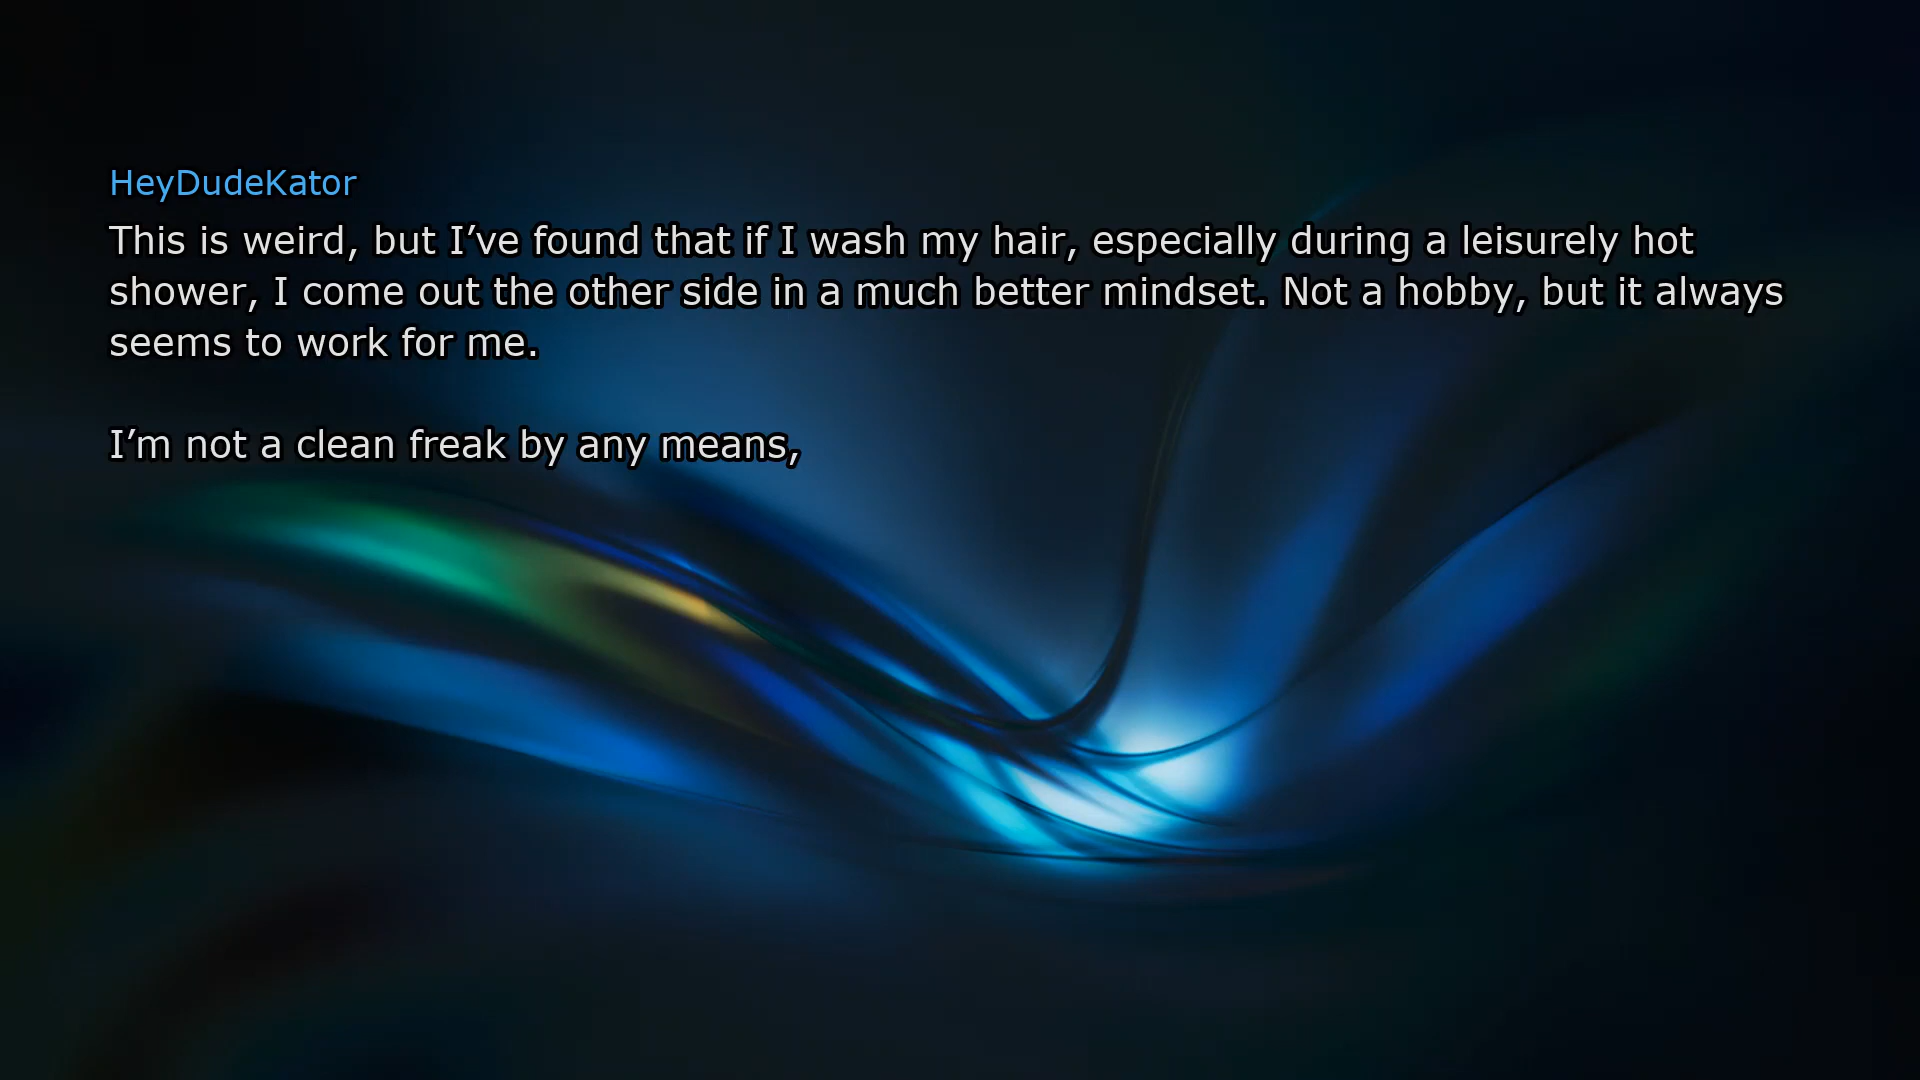 HeyDudeKator
This is weird, but I’ve found that if I wash my hair, especially during a leisurely hot
shower, I come out the other side in a much better mindset. Not a hobby, but it always
seems to work for me.
I’m not a clean freak by any means,